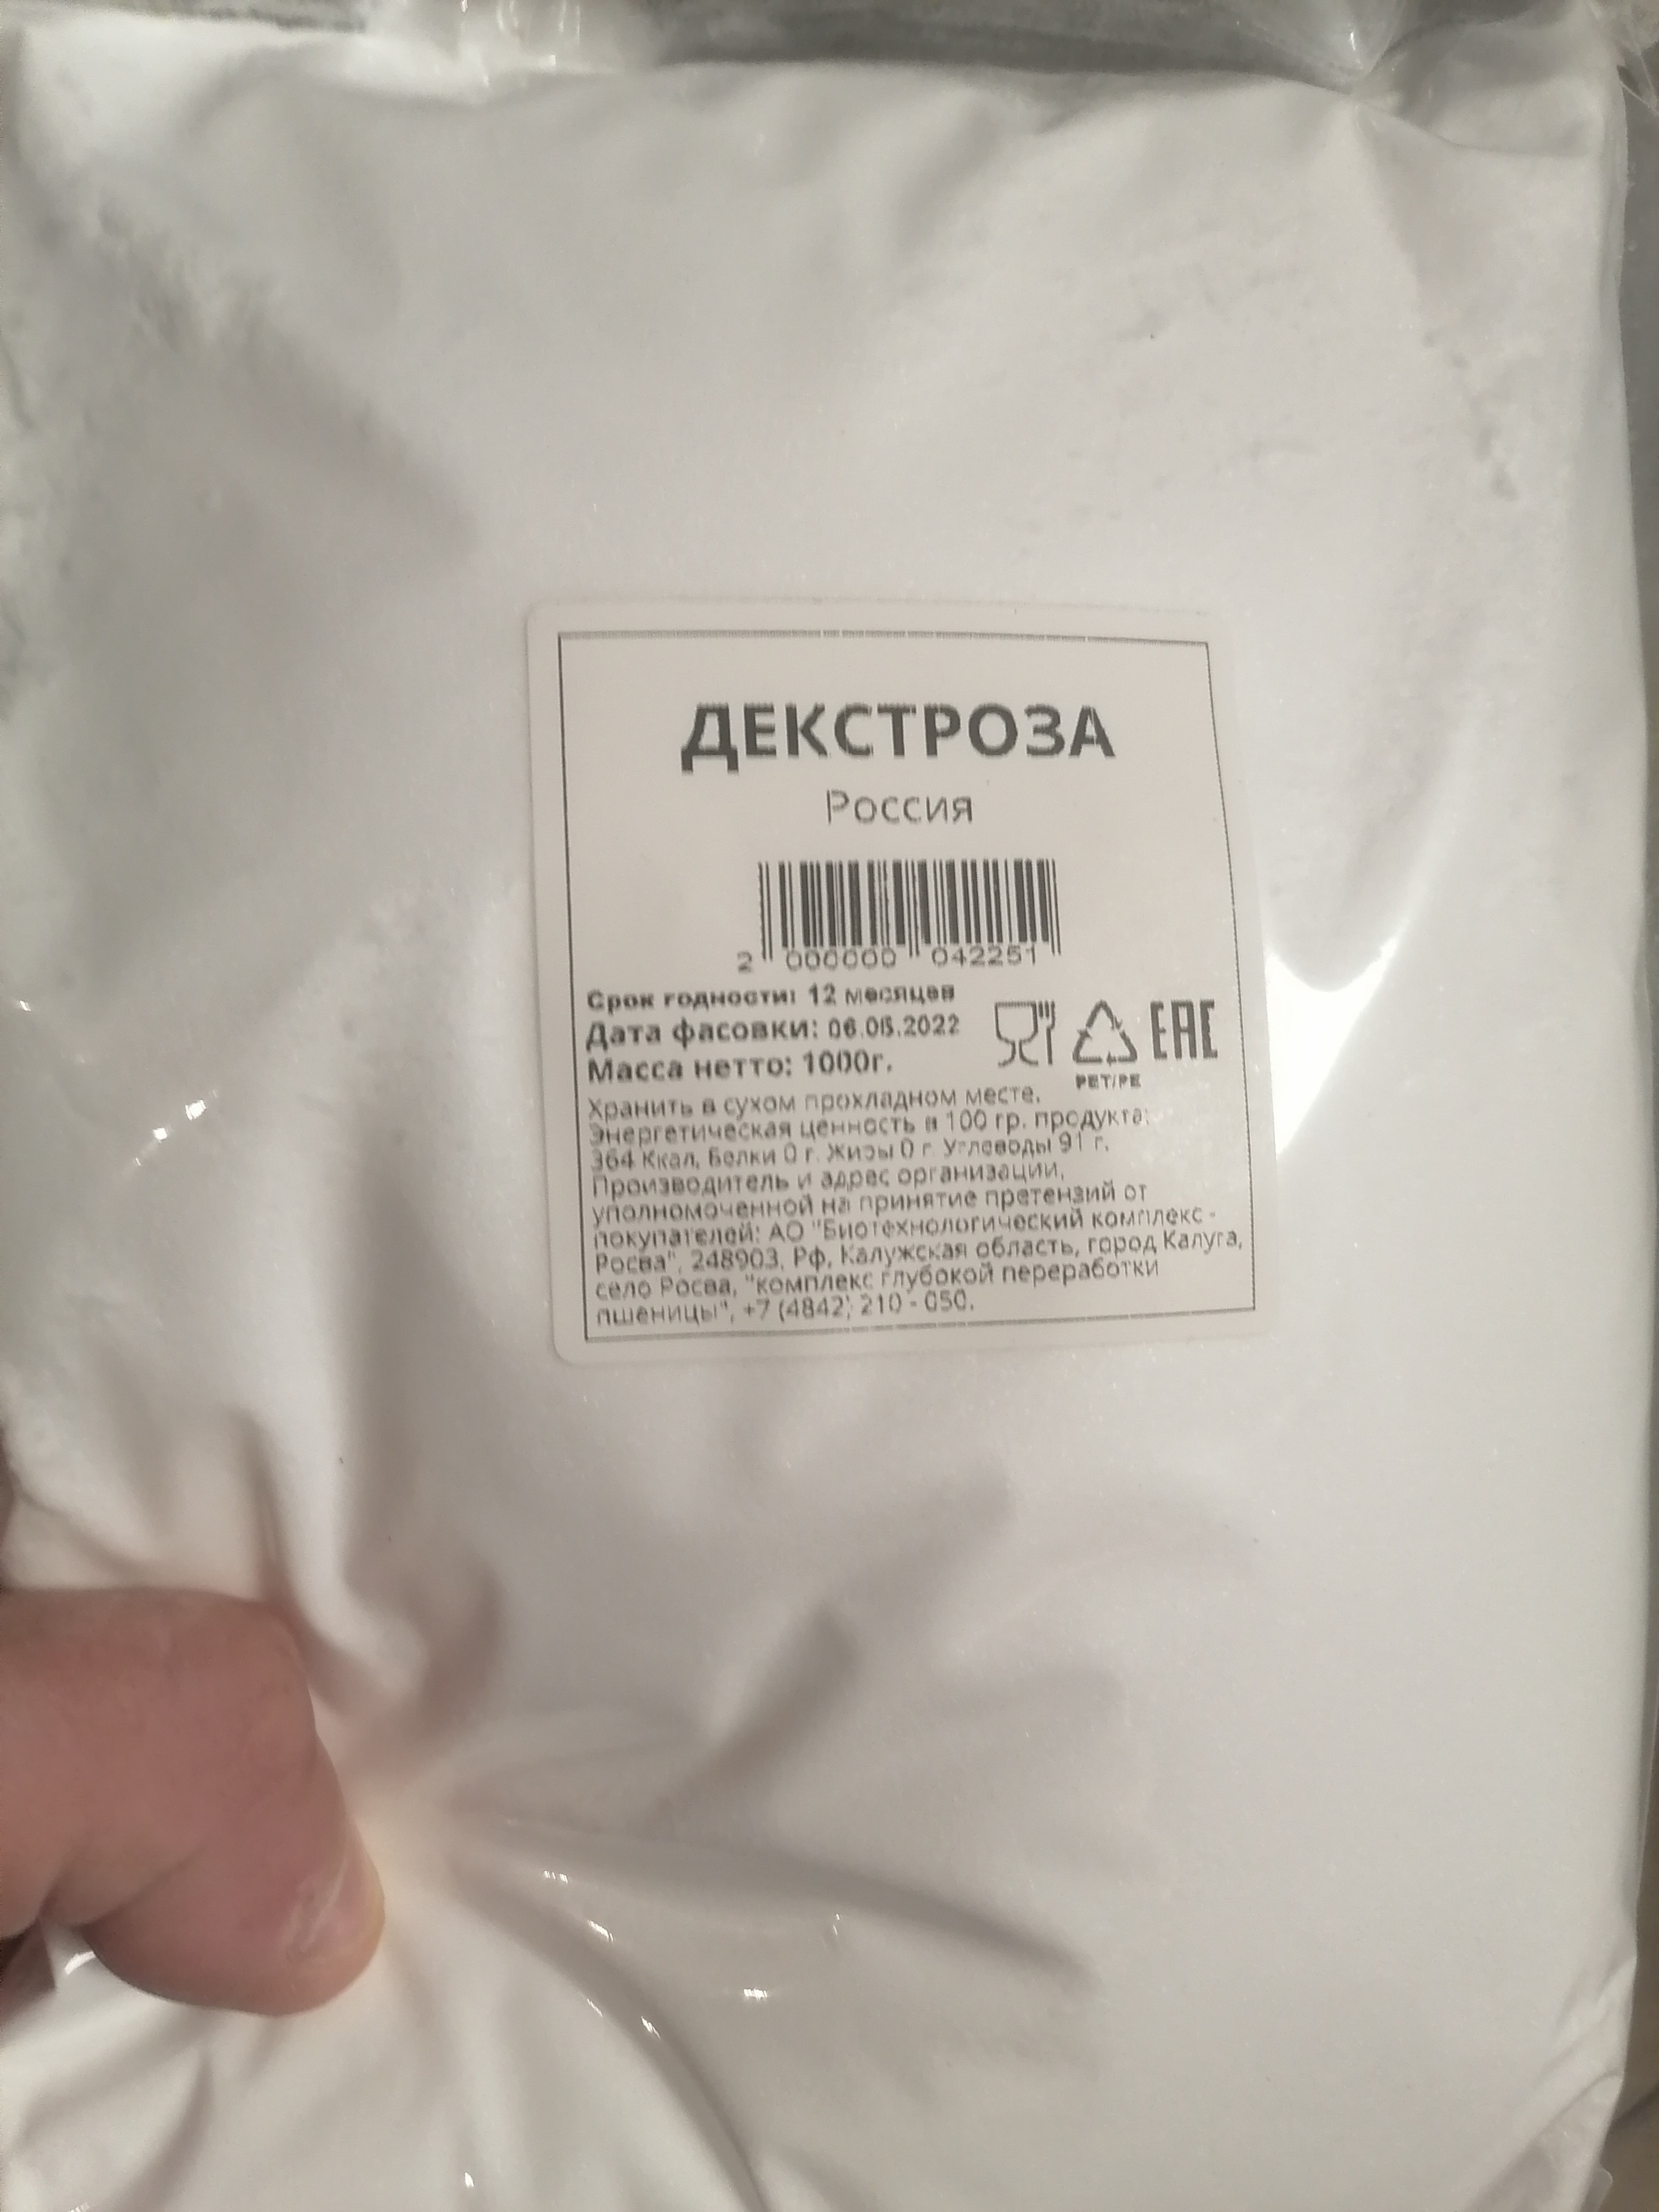 ДЕКСТРОЗА
Россия
2 000000 042251
Срок годности: 12 месяцев
Дата фасовки: 06.05.2022
Масса нетто: 1000г.
EAC
PET/PE
Хранить в сухом прохладном месте.
Энергетическая ценность в 100 гр. продукта:
364 Ккал, Белки 0 г. Жиры 0 г Углеводы 91 г.
Производитель и адрес организации,
уполномоченной на принятие претензий от
покупателей: АО "Биотехнологический комплекс -
Росва", 248903, Рф, Калужская область, город Калуга,
село Росва, "комплекс глубокой переработки
пшеницы", +7 (4842) 210 - 050.